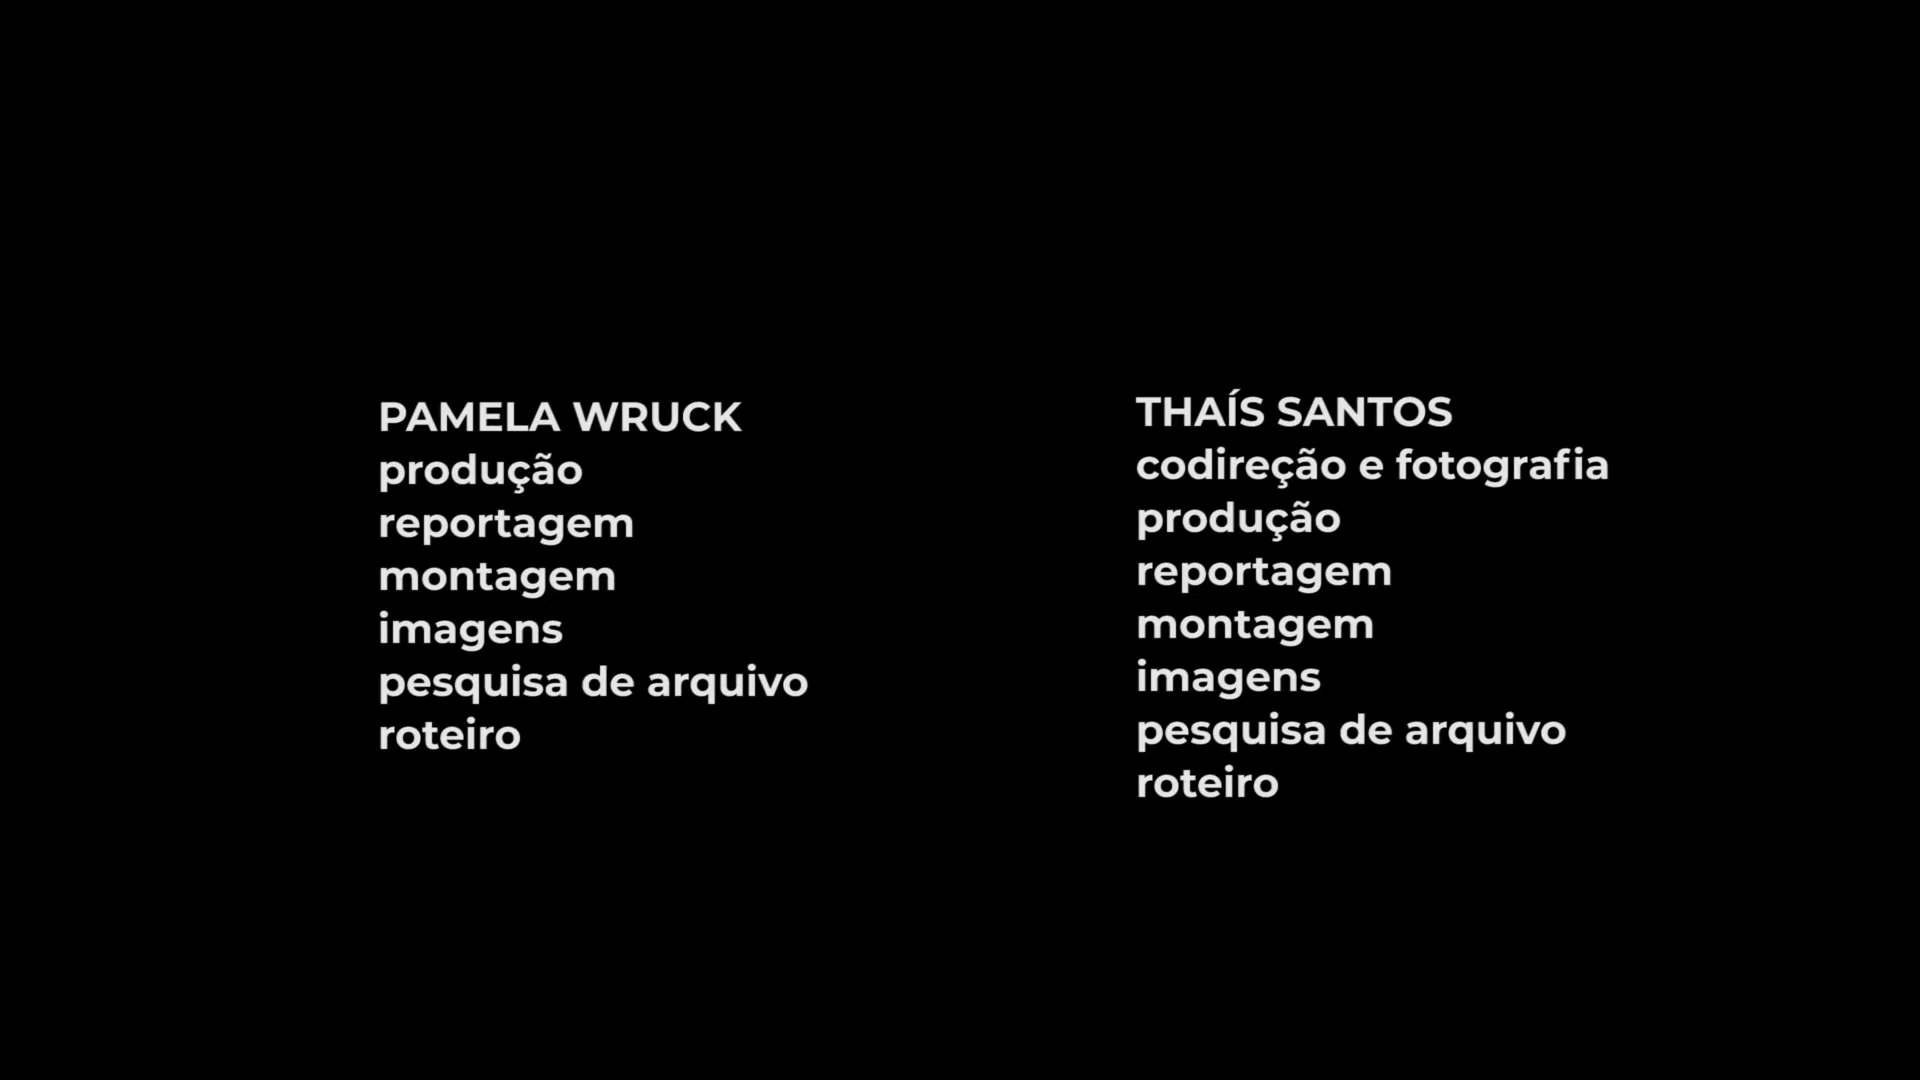 PAMELA WRUCK
produção
reportagem
montagem
imagens
pesquisa de arquivo
roteiro
THAÍS SANTOS
codireção e fotografia
produção
reportagem
montagem
imagens
pesquisa de arquivo
roteiro